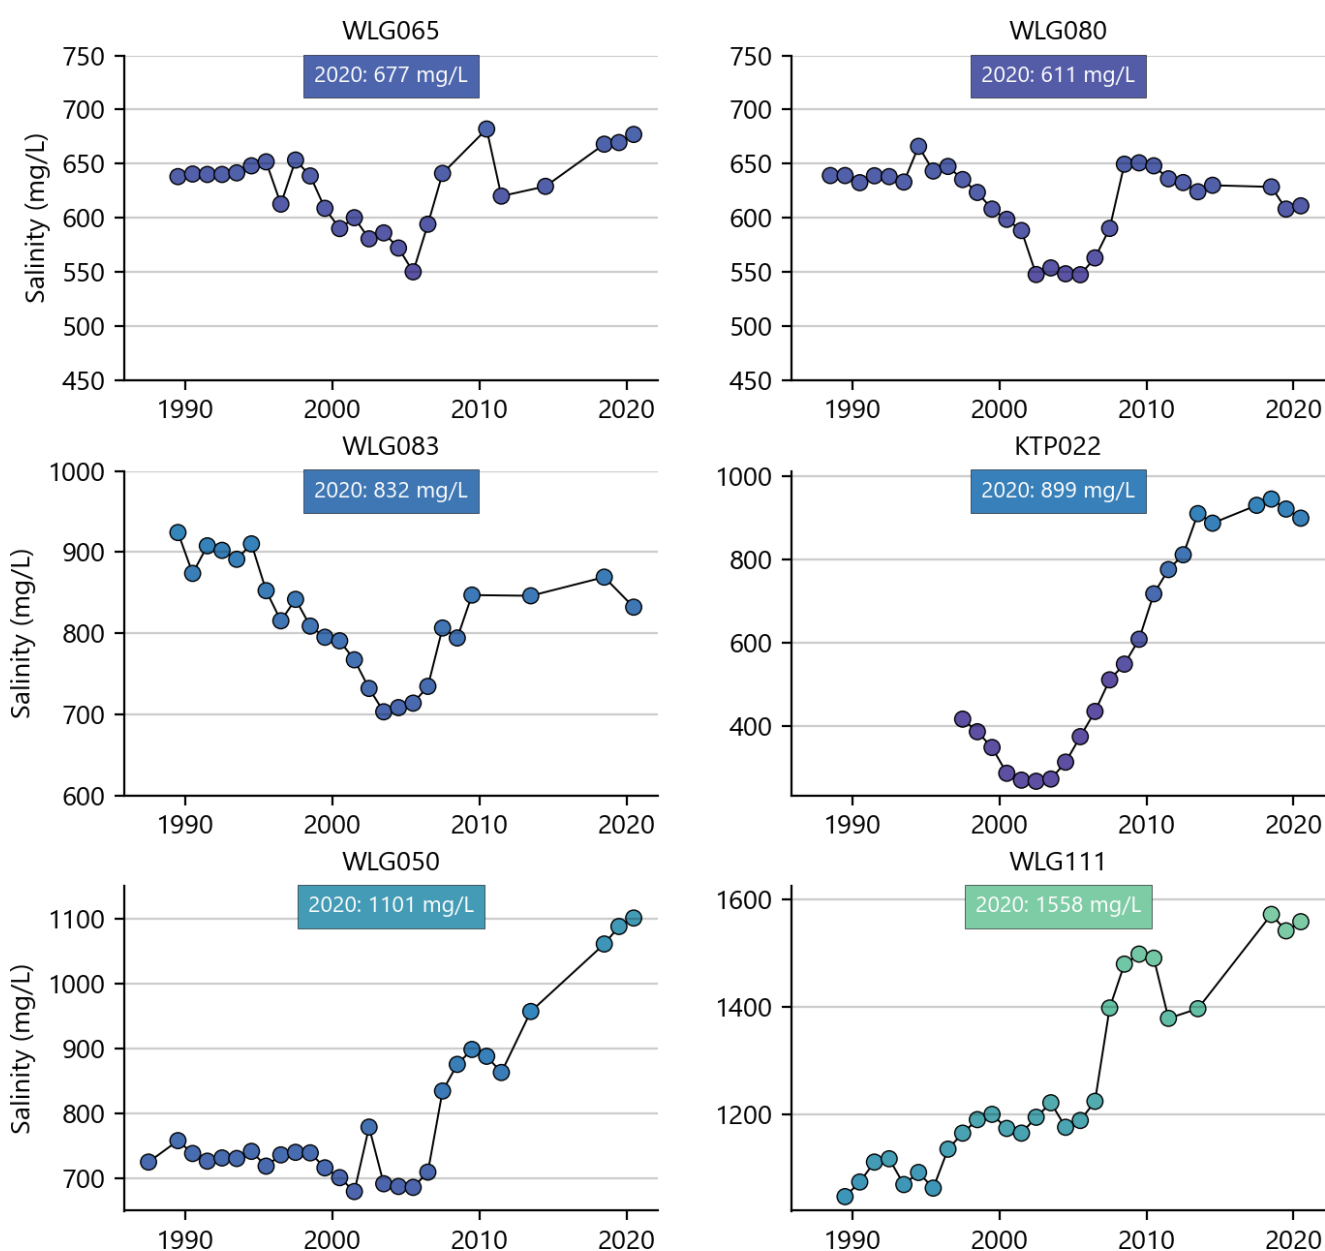 WLG065
2020: 677 mg/L
Salinity (mg/L)
750
700
650
600
550
500
450
1990 2000 2010 2020
WLG080
2020: 611 mg/L
750
700
650
600
550
500
450
1990 2000 2010 2020
WLG083
2020: 832 mg/L
Salinity (mg/L)
1000
900
800
700
600
1990 2000 2010 2020
KTP022
2020: 899 mg/L
1000
800
600
400
1990 2000 2010 2020
WLG050
2020: 1101 mg/L
Salinity (mg/L)
1100
1000
900
800
700
1990 2000 2010 2020
WLG111
2020: 1558 mg/L
1600
1400
1200
1990 2000 2010 2020